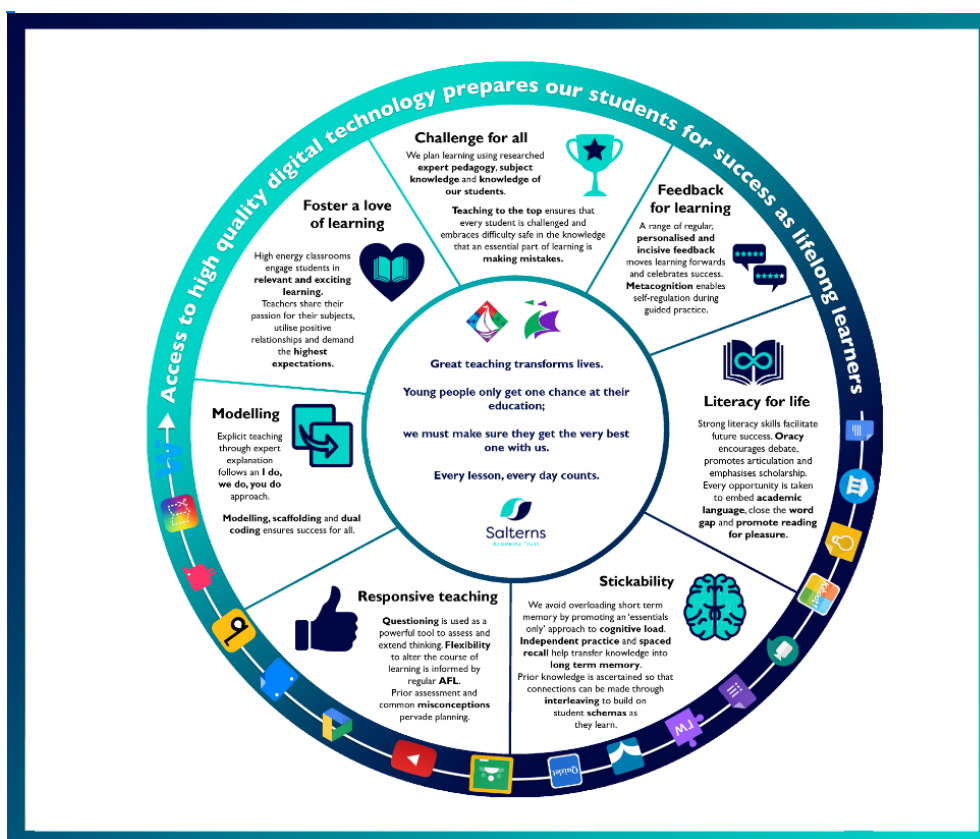 Access to high quality digital technology prepares our students for success as lifelong learners
Challenge for all
We plan learning using researched
expert pedagogy, subject
knowledge and knowledge of
our students.
Teaching to the top ensures that
every student is challenged and
embraces difficulty safe in the knowledge
that an essential part of learning is
making mistakes.
Feedback
for learning
A range of regular,
personalised and
incisive feedback
moves learning forwards
and celebrates success.
Metacognition enables
self-regulation during
guided practice.
Literacy for life
Strong literacy skills facilitate
future success. Oracy
encourages debate,
promotes articulation and
emphasises scholarship.
Every opportunity is taken
to embed academic
language, close the word
gap and promote reading
for pleasure.
Stickability
We avoid overloading short term
memory by promoting an 'essentials
only' approach to cognitive load.
Independent practice and spaced
recall help transfer knowledge into
long term memory.
Prior knowledge is ascertained so that
connections can be made through
interleaving to build on
student schemas as
they learn.
Responsive teaching
Questioning is used as a
powerful tool to assess and
extend thinking. Flexibility
to alter the course of
learning is informed by
regular AFL.
Prior assessment and
common misconceptions
pervade planning.
Modelling
Explicit teaching
through expert
explanation
follows an I do,
we do, you do
approach.
Modelling, scaffolding and dual
coding ensures success for all.
Foster a love
of learning
High energy classrooms
engage students in
relevant and exciting
learning.
Teachers share their
passion for their subjects,
utilise positive
relationships and demand
the highest
expectations.
Great teaching transforms lives.
Young people only get one chance at their
education;
we must make sure they get the very best
one with us.
Every lesson, every day counts.
Salterns
Academy Trust
rw
Quizlet